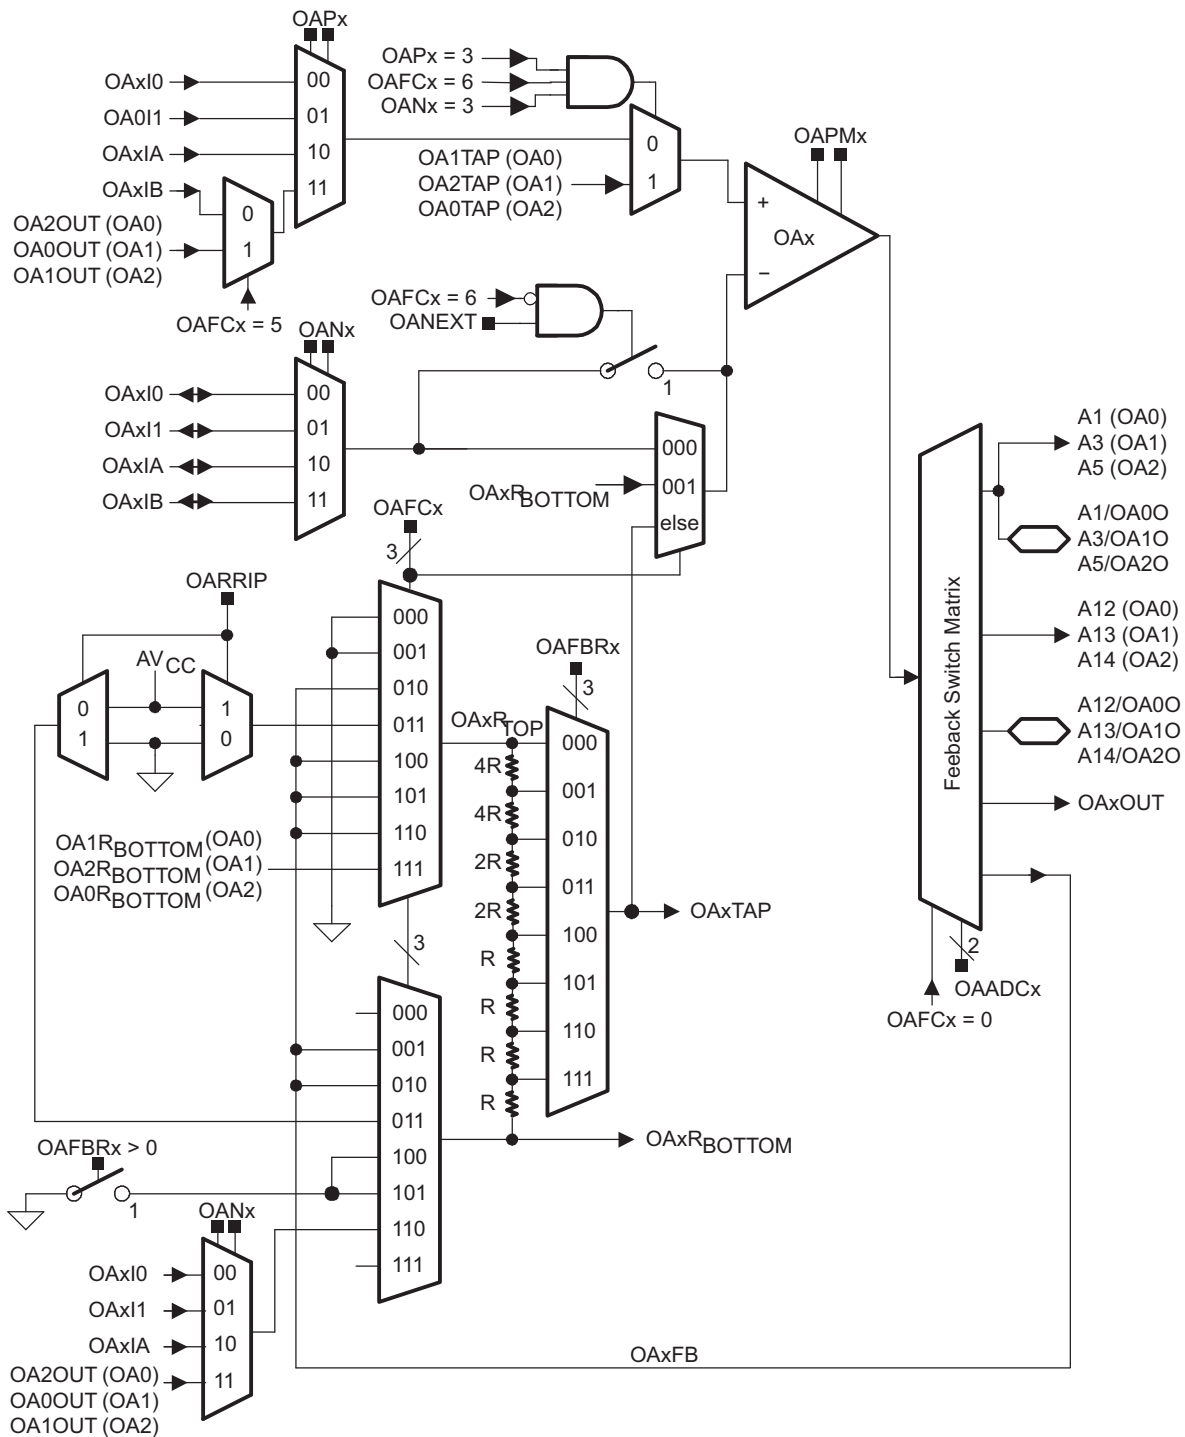 OAPx
OAxI0
OA0I1
OAxIA
OAxIB
00
01
10
11
OA2OUT (OA0)
OA0OUT (OA1)
OA1OUT (OA2)
0
1
OAFCx = 5
OAPx = 3
OAFCx = 6
OANx = 3
OA1TAP (OA0)
OA2TAP (OA1)
OA0TAP (OA2)
0
1
OAPMx
+
OAx
−
OAFCx = 6
OANEXT
1
OANx
OAxI0
OAxI1
OAxIA
OAxIB
00
01
10
11
OAxRBOTTOM
000
001
else
OAFCx
3
OARRIP
AVCC
0
1
1
0
000
001
010
011
100
101
110
111
OA1RBOTTOM (OA0)
OA2RBOTTOM (OA1)
OA0RBOTTOM (OA2)
OAFBRx
3
OAxRTOP
4R
4R
2R
2R
R
R
R
R
000
001
010
011
100
101
110
111
OAxTAP
3
000
001
010
011
100
101
110
111
OAxRBOTTOM
OAFBRx > 0
1
OANx
OAxI0
OAxI1
OAxIA
OA2OUT (OA0)
OA0OUT (OA1)
OA1OUT (OA2)
00
01
10
11
OAxFB
Feeback Switch Matrix
A1 (OA0)
A3 (OA1)
A5 (OA2)
A1/OA0O
A3/OA1O
A5/OA2O
A12 (OA0)
A13 (OA1)
A14 (OA2)
A12/OA0O
A13/OA1O
A14/OA2O
OAxOUT
2
OAADCx
OAFCx = 0